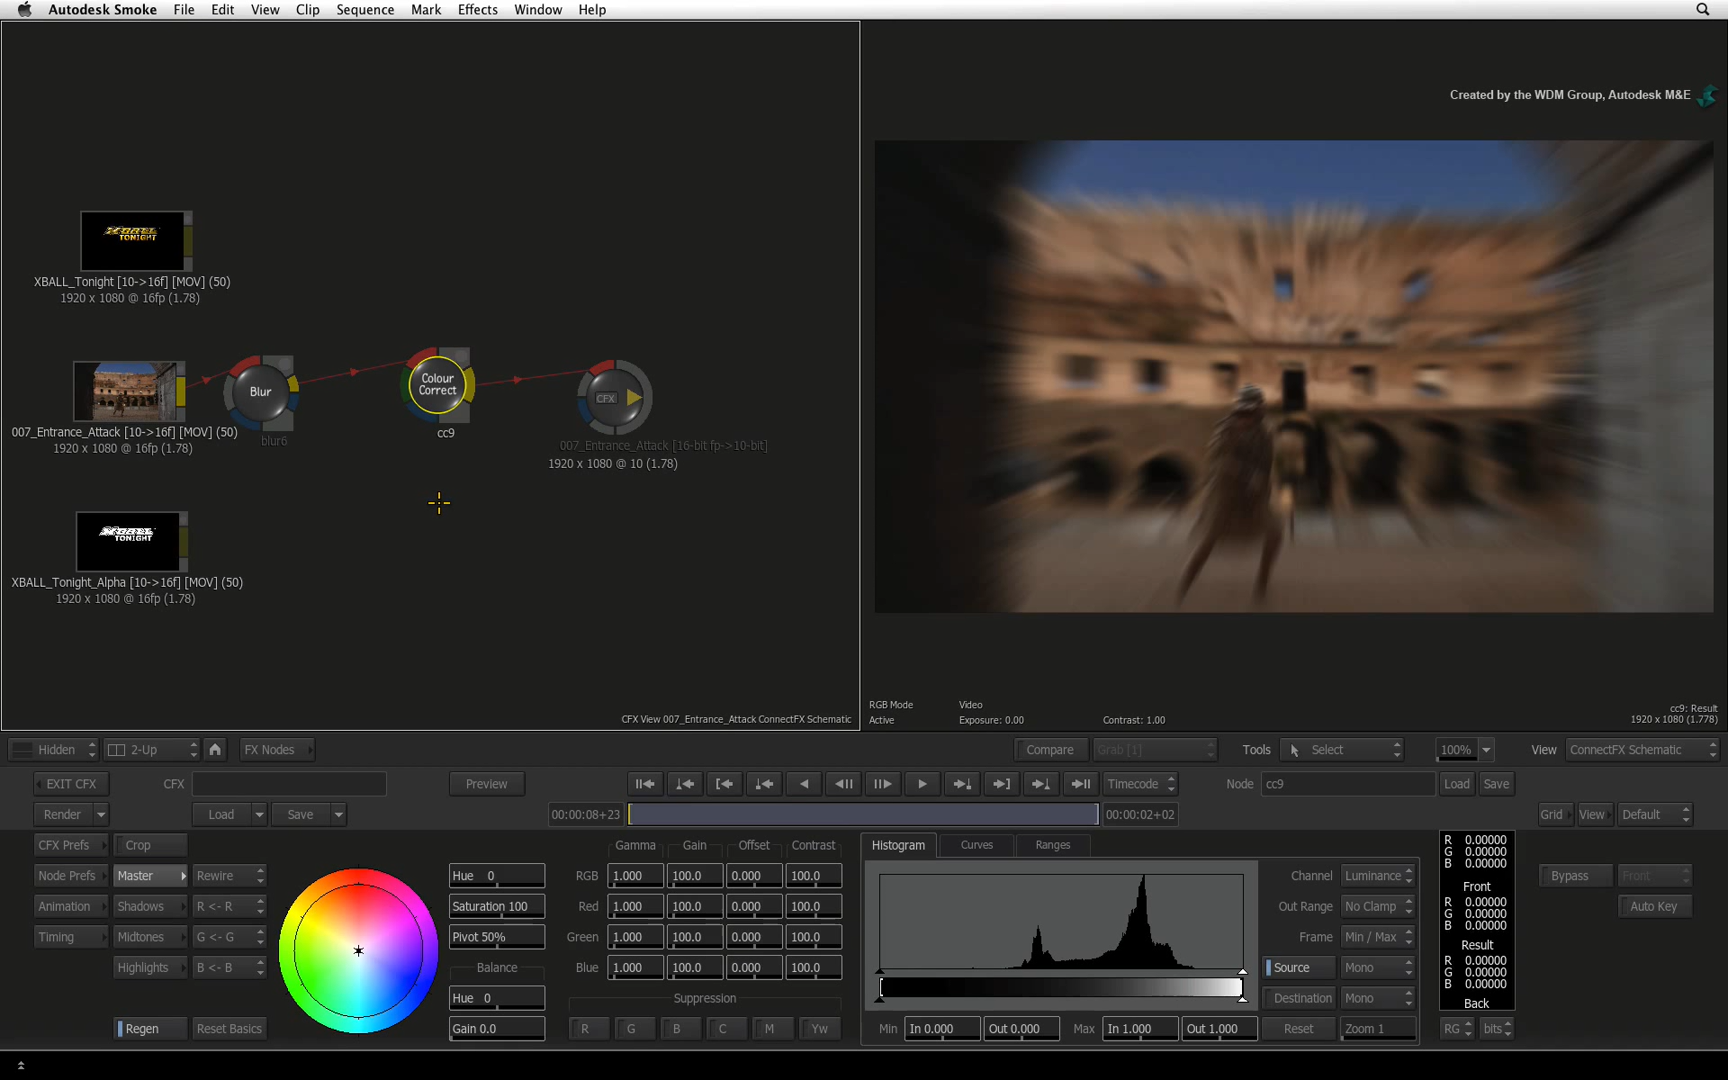 Autodesk Smoke File Edit View Clip Sequence Mark Effects Window Help
Created by the WDM Group, Autodesk M&E
X-BALL TONIGHT
XBALL_Tonight [10->16f] [MOV] (50)
1920 x 1080 @ 16fp (1.78)
Blur
blur6
Colour
Correct
cc9
CFX
007_Entrance_Attack [10->16f] [MOV] (50)
1920 x 1080 @ 16fp (1.78)
007_Entrance_Attack [16-bit fp->10-bit]
1920 x 1080 @ 10 (1.78)
X-BALL TONIGHT
XBALL_Tonight_Alpha [10->16f] [MOV] (50)
1920 x 1080 @ 16fp (1.78)
CFX View 007_Entrance_Attack ConnectFX Schematic
RGB Mode Video
Active Exposure: 0.00 Contrast: 1.00
cc9: Result
1920 x 1080 (1.778)
Hidden 2-Up FX Nodes Compare Grab [1] Tools Select 100% View ConnectFX Schematic
EXIT CFX CFX Preview Timecode Node cc9 Load Save
Render Load Save 00:00:08+23 00:00:02+02 Grid View Default
CFX Prefs Crop Gamma Gain Offset Contrast Histogram Curves Ranges
Node Prefs Master Rewire Hue 0 RGB 1.000 100.0 0.000 100.0 Channel Luminance Bypass Front
Animation Shadows R <- R Saturation 100 Red 1.000 100.0 0.000 100.0 Out Range No Clamp Auto Key
Timing Midtones G <- G Pivot 50% Green 1.000 100.0 0.000 100.0 Frame Min / Max
Highlights B <- B Balance Blue 1.000 100.0 0.000 100.0 Source Mono
Hue 0 Suppression Destination Mono
Regen Reset Basics Gain 0.0 R G B C M Yw Min In 0.000 Out 0.000 Max In 1.000 Out 1.000 Reset Zoom 1 RG bits
R 0.00000
G 0.00000
B 0.00000
Front
R 0.00000
G 0.00000
B 0.00000
Result
R 0.00000
G 0.00000
B 0.00000
Back